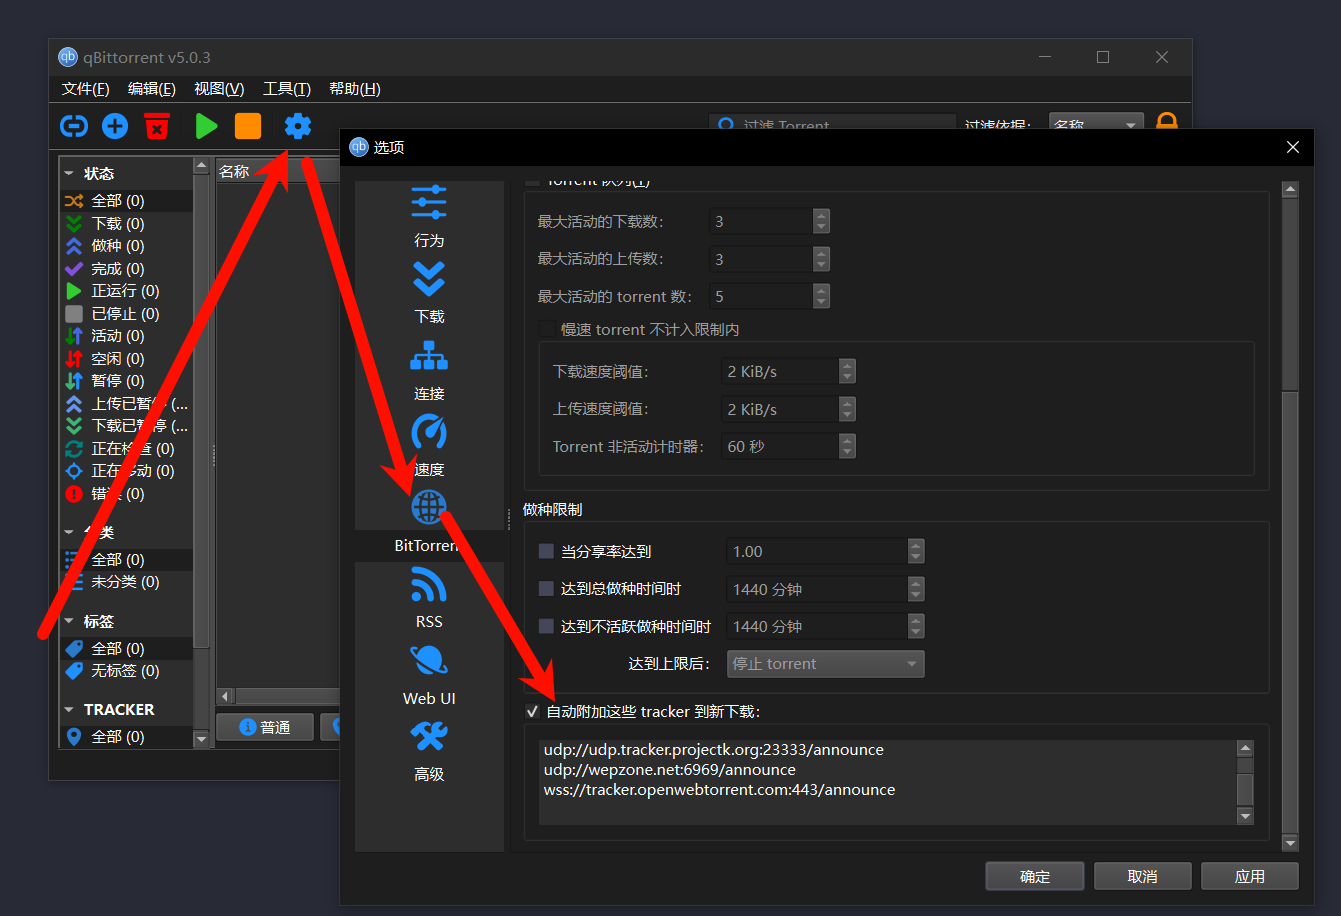 qBittorrent v5.0.3
文件(F) 编辑(E) 视图(V) 工具(T) 帮助(H)
过滤 Torrent
过滤依据: 名称
状态
全部 (0)
下载 (0)
做种 (0)
完成 (0)
正运行 (0)
已停止 (0)
活动 (0)
空闲 (0)
暂停 (0)
上传已暂停 (...
下载已暂停 (...
正在检查 (0)
正在移动 (0)
错误 (0)
分类
全部 (0)
未分类 (0)
标签
全部 (0)
无标签 (0)
TRACKER
全部 (0)
名称
普通
选项
行为
下载
连接
速度
BitTorrent
RSS
Web UI
高级
Torrent 队列(T)
最大活动的下载数: 3
最大活动的上传数: 3
最大活动的 torrent 数: 5
慢速 torrent 不计入限制内
下载速度阈值: 2 KiB/s
上传速度阈值: 2 KiB/s
Torrent 非活动计时器: 60 秒
做种限制
当分享率达到 1.00
达到总做种时间时 1440 分钟
达到不活跃做种时间时 1440 分钟
达到上限后: 停止 torrent
自动附加这些 tracker 到新下载:
udp://udp.tracker.projectk.org:23333/announce
udp://wepzone.net:6969/announce
wss://tracker.openwebtorrent.com:443/announce
确定 取消 应用